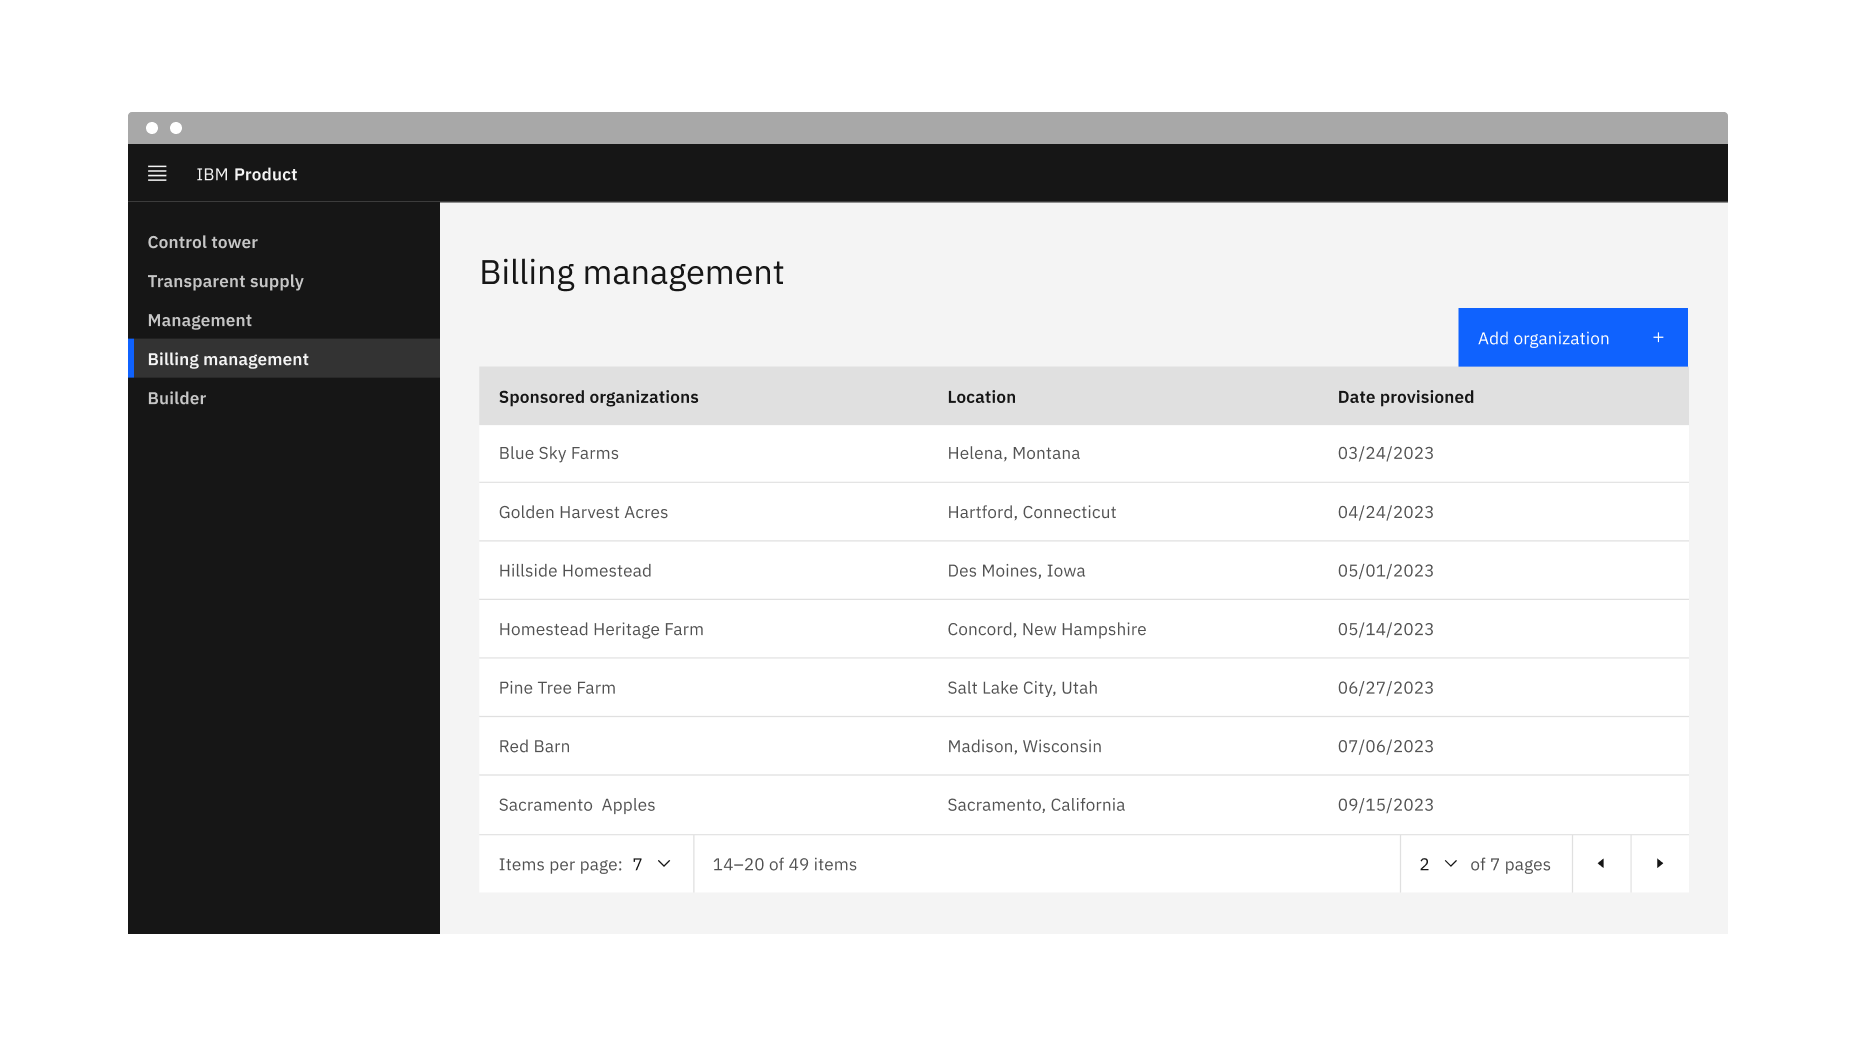 IBM Product
Control tower
Transparent supply
Management
Billing management
Builder
Billing management
Add organization +
Sponsored organizations Location Date provisioned
Blue Sky Farms Helena, Montana 03/24/2023
Golden Harvest Acres Hartford, Connecticut 04/24/2023
Hillside Homestead Des Moines, Iowa 05/01/2023
Homestead Heritage Farm Concord, New Hampshire 05/14/2023
Pine Tree Farm Salt Lake City, Utah 06/27/2023
Red Barn Madison, Wisconsin 07/06/2023
Sacramento  Apples Sacramento, California 09/15/2023
Items per page: 7 14–20 of 49 items 2 of 7 pages